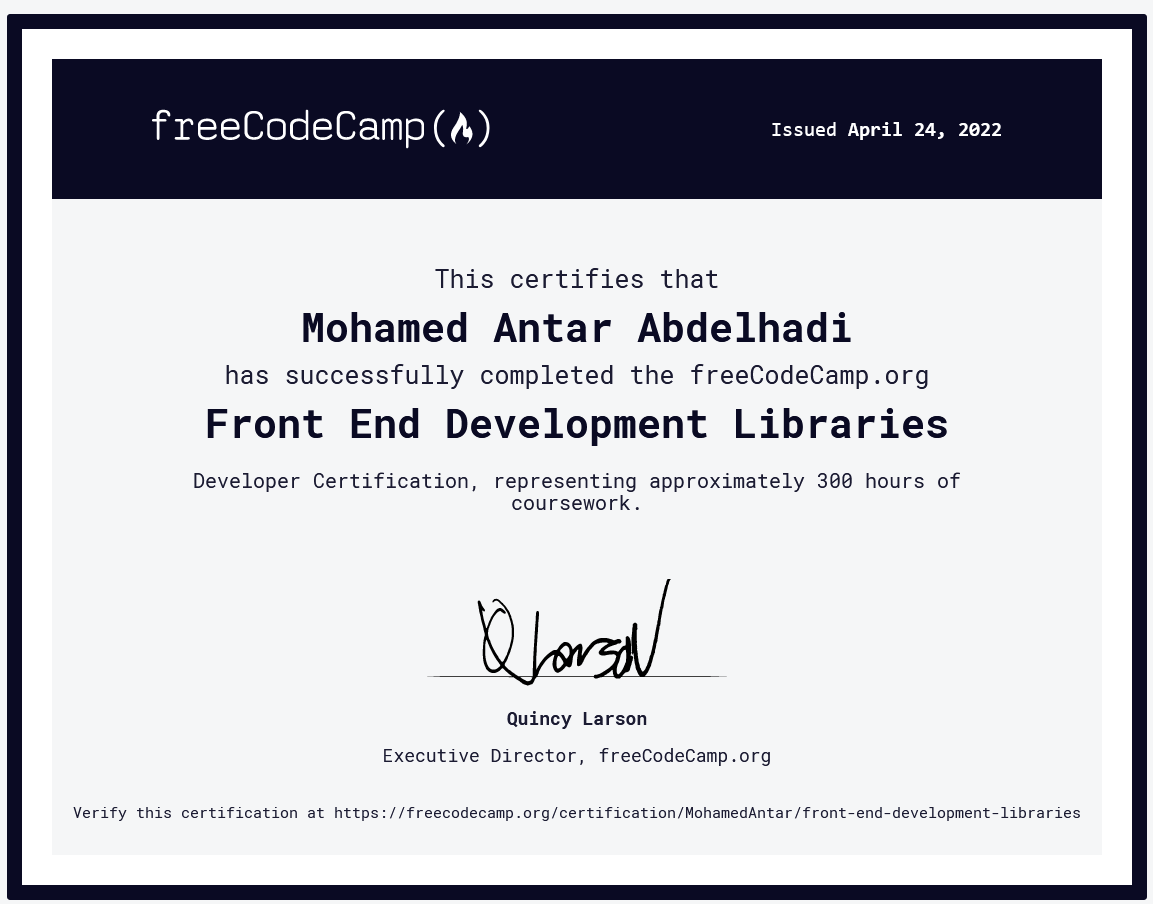 freeCodeCamp
Issued April 24, 2022
This certifies that
Mohamed Antar Abdelhadi
has successfully completed the freeCodeCamp.org
Front End Development Libraries
Developer Certification, representing approximately 300 hours of
coursework.
Q Larson
Quincy Larson
Executive Director, freeCodeCamp.org
Verify this certification at https://freecodecamp.org/certification/MohamedAntar/front-end-development-libraries